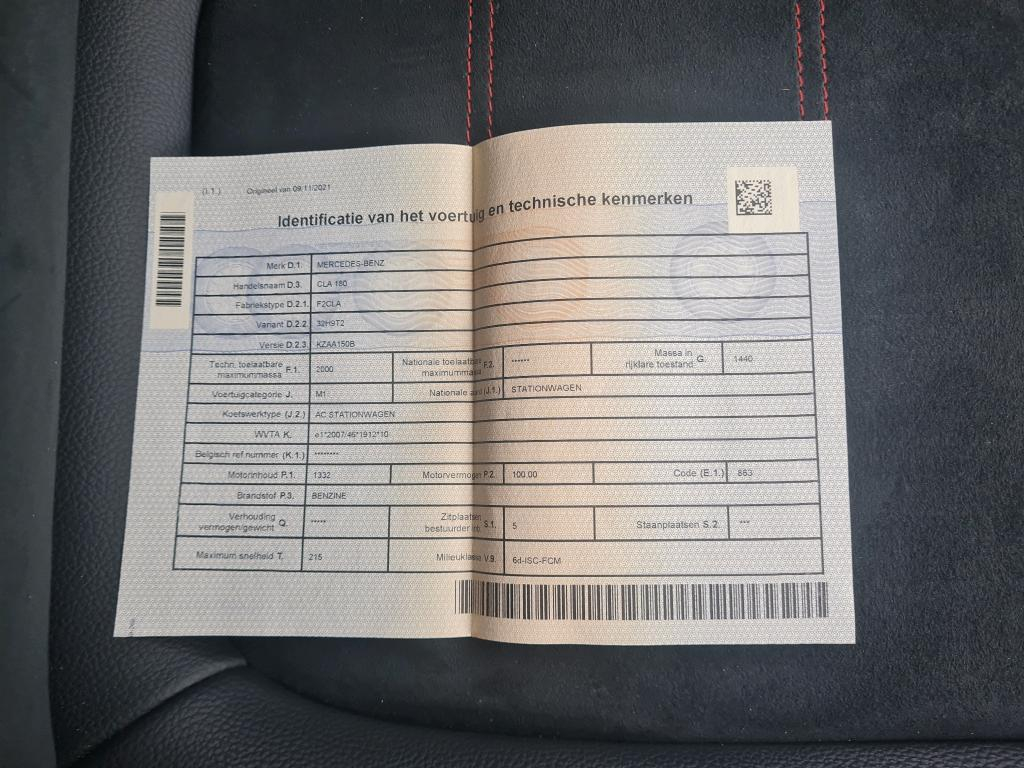 (I.1.) Origineel van 09/11/2021
Identificatie van het voertuig en technische kenmerken
Merk D.1. MERCEDES-BENZ
Handelsnaam D.3. CLA 180
Fabriekstype D.2.1. F2CLA
Variant D.2.2. 32H9T2
Versie D.2.3. KZAA150B
Techn. toelaatbare maximummassa F.1. 2000 Nationale toelaatbare maximummassa F.2. ****** Massa in rijklare toestand G. 1440
Voertuigcategorie J. M1 Nationale aard (J.1.) STATIONWAGEN
Koetswerktype (J.2.) AC STATIONWAGEN
WVTA K. e1*2007/46*1912*10
Belgisch ref.nummer (K.1.) ********
Motorinhoud P.1. 1332 Motorvermogen P.2. 100.00 Code (E.1.) 863
Brandstof P.3. BENZINE
Verhouding vermogen/gewicht Q. ***** Zitplaatsen bestuurder inb. S.1. 5 Staanplaatsen S.2. ***
Maximum snelheid T. 215 Milieuklasse V.9. 6d-ISC-FCM